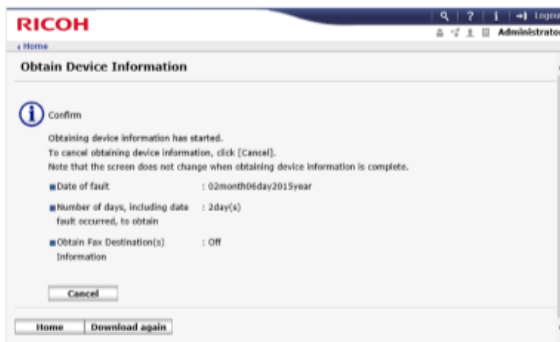 RICOH
Logou
Administrator
Home
Obtain Device Information
Confirm
Obtaining device information has started.
To cancel obtaining device information, click [Cancel].
Note that the screen does not change when obtaining device information is complete.
Date of fault : 02month06day2015year
Number of days, including date : 2day(s)
fault occurred, to obtain
Obtain Fax Destination(s) : Off
Information
Cancel
Home Download again